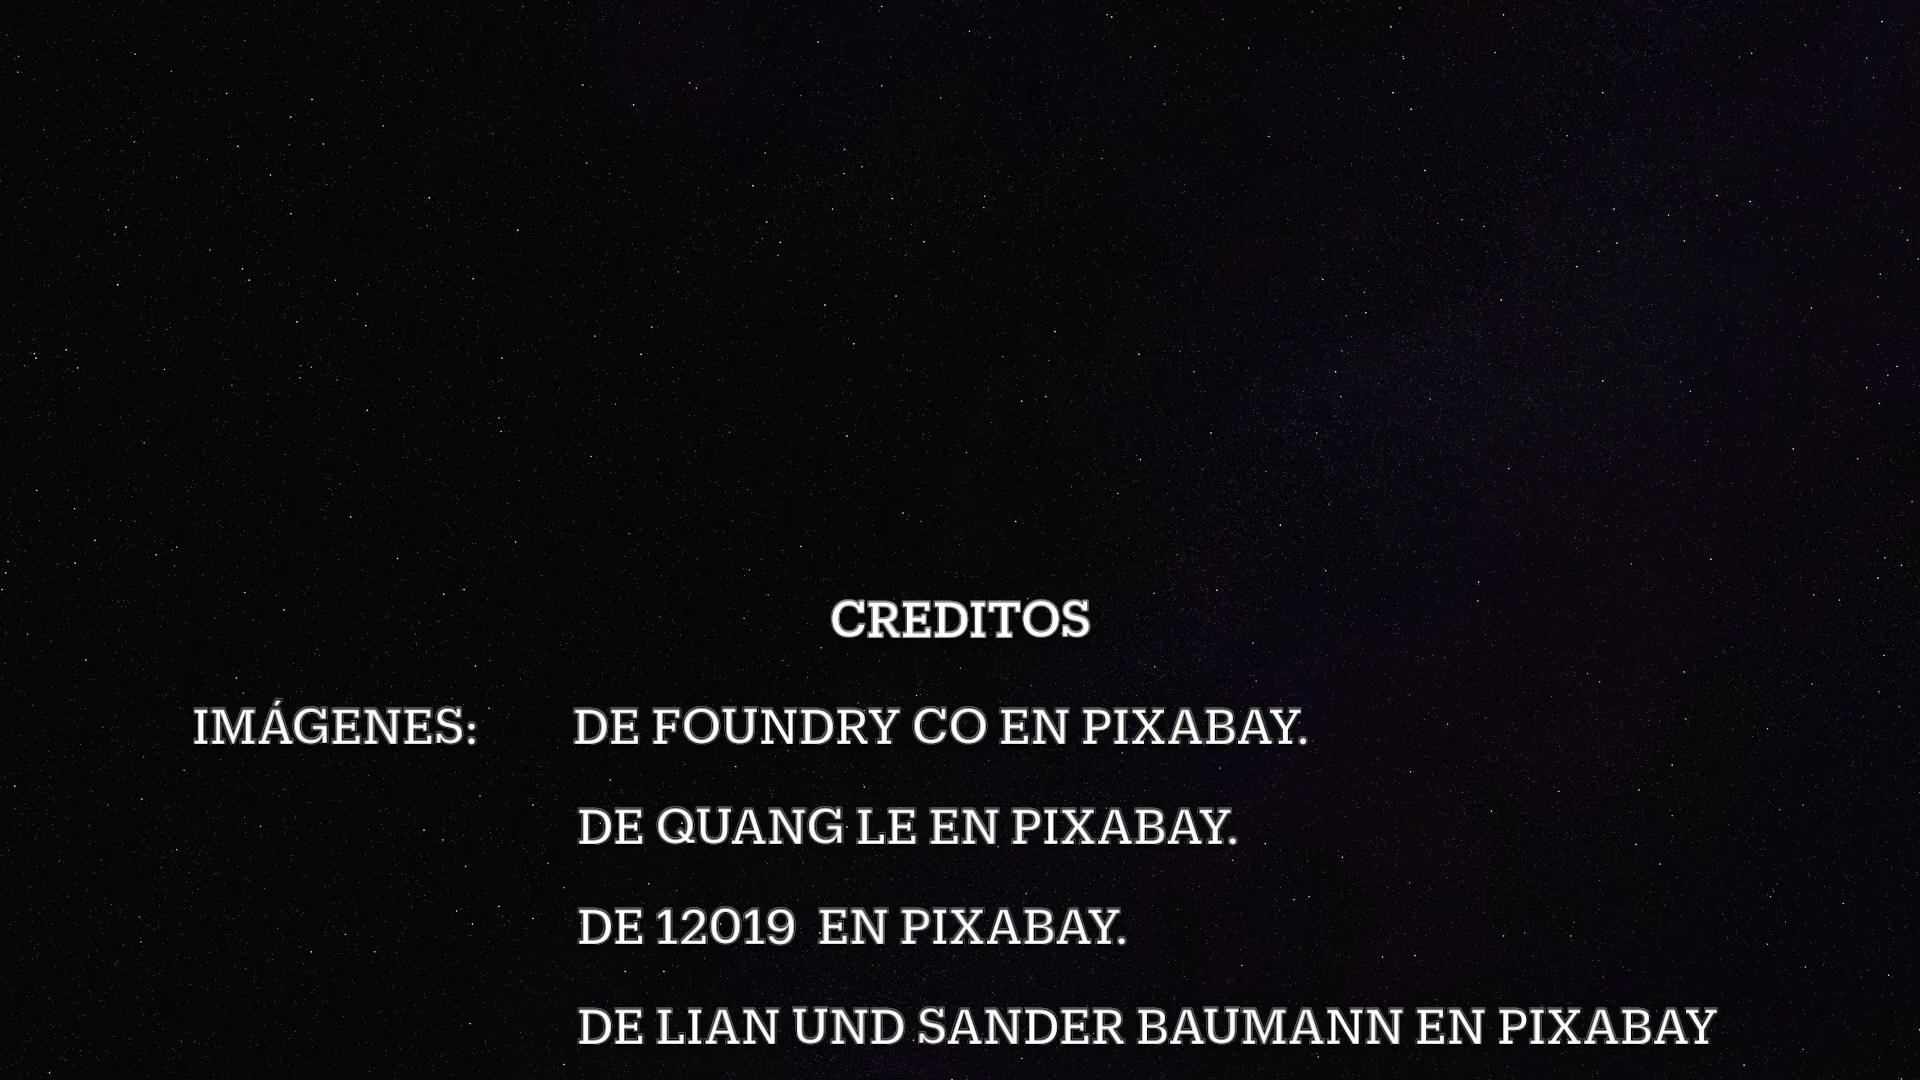 CREDITOS
IMÁGENES: DE FOUNDRY CO EN PIXABAY.
DE QUANG LE EN PIXABAY.
DE 12019 EN PIXABAY.
DE LIAN UND SANDER BAUMANN EN PIXABAY